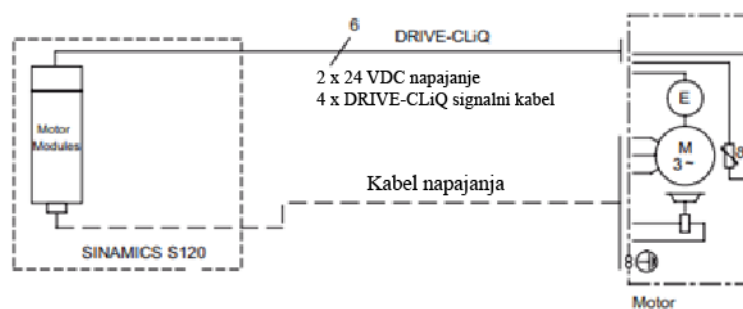 6
DRIVE-CLiQ
2 x 24 VDC napajanje
4 x DRIVE-CLiQ signalni kabel
Motor
Modules
E
M
3~
Kabel napajanja
SINAMICS S120
Motor